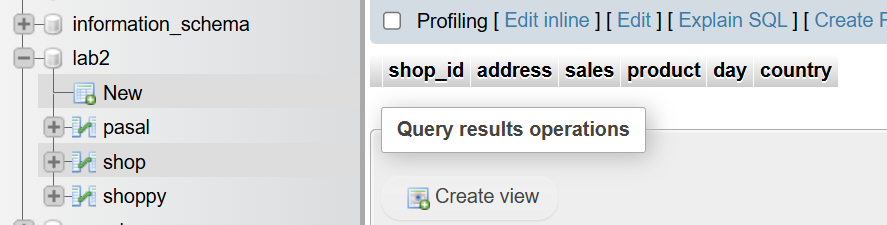 information_schema
lab2
New
pasal
shop
shoppy
Profiling [ Edit inline ] [ Edit ] [ Explain SQL ] [ Create
shop_id address sales product day country
Query results operations
Create view